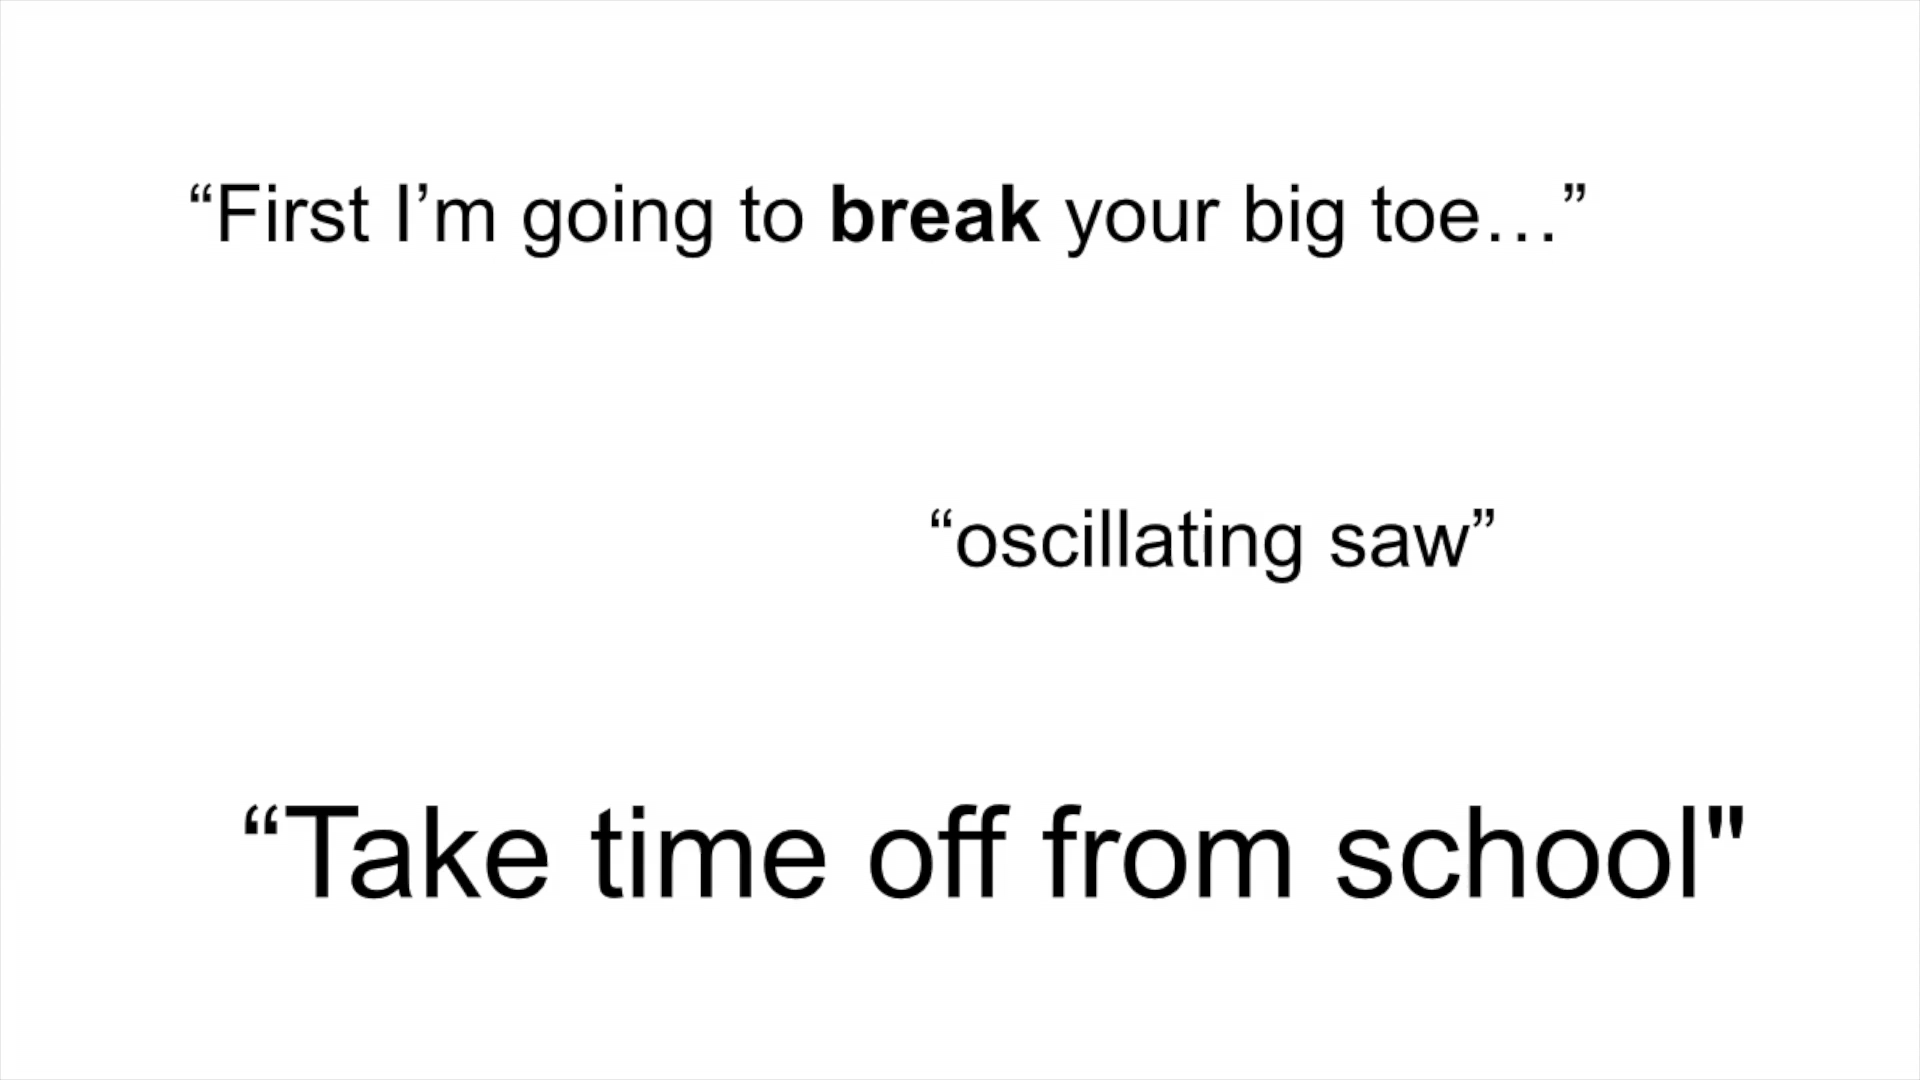 “First I’m going to break your big toe…”
“oscillating saw”
“Take time off from school"